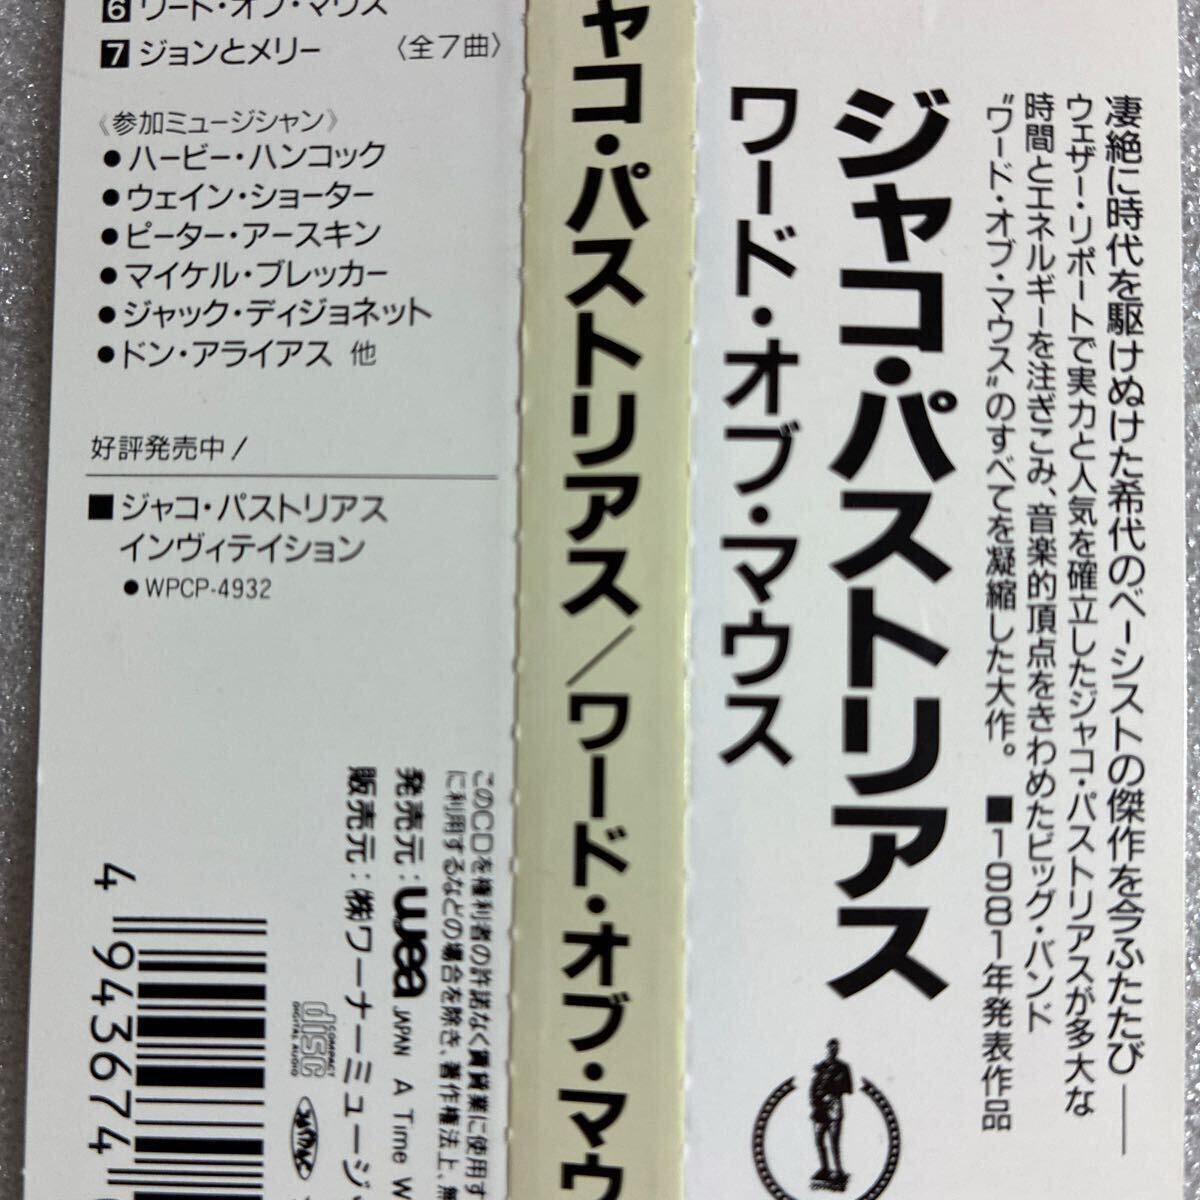 凄絶に時代を駆けぬけた希代のベーシストの傑作を今ふたたび――
ウェザー・リポートで実力と人気を確立したジャコ・パストリアスが多大な
時間とエネルギーを注ぎこみ、音楽的頂点をきわめたビッグ・バンド
“ワード・オブ・マウス”のすべてを凝縮した大作。 ■1981年発表作品
ジャコ・パストリアス
ワード・オブ・マウス
ャコ・パストリアス/ワード・オブ・マウ
6 ワード・オブ・マウス
7 ジョンとメリー 〈全7曲〉
《参加ミュージシャン》
●ハービー・ハンコック
●ウェイン・ショーター
●ピーター・アースキン
●マイケル・ブレッカー
●ジャック・ディジョネット
●ドン・アライアス 他
好評発売中/
■ジャコ・パストリアス
インヴィテイション
●WPCP-4932
このCDを権利者の許諾なく賃貸業に使用す
に利用するなどの場合を除き、著作権法上、無
発売元:wea JAPAN A Time W
販売元:㈱ワーナーミュージ
COMPACT
disc
DIGITAL AUDIO
4 943674